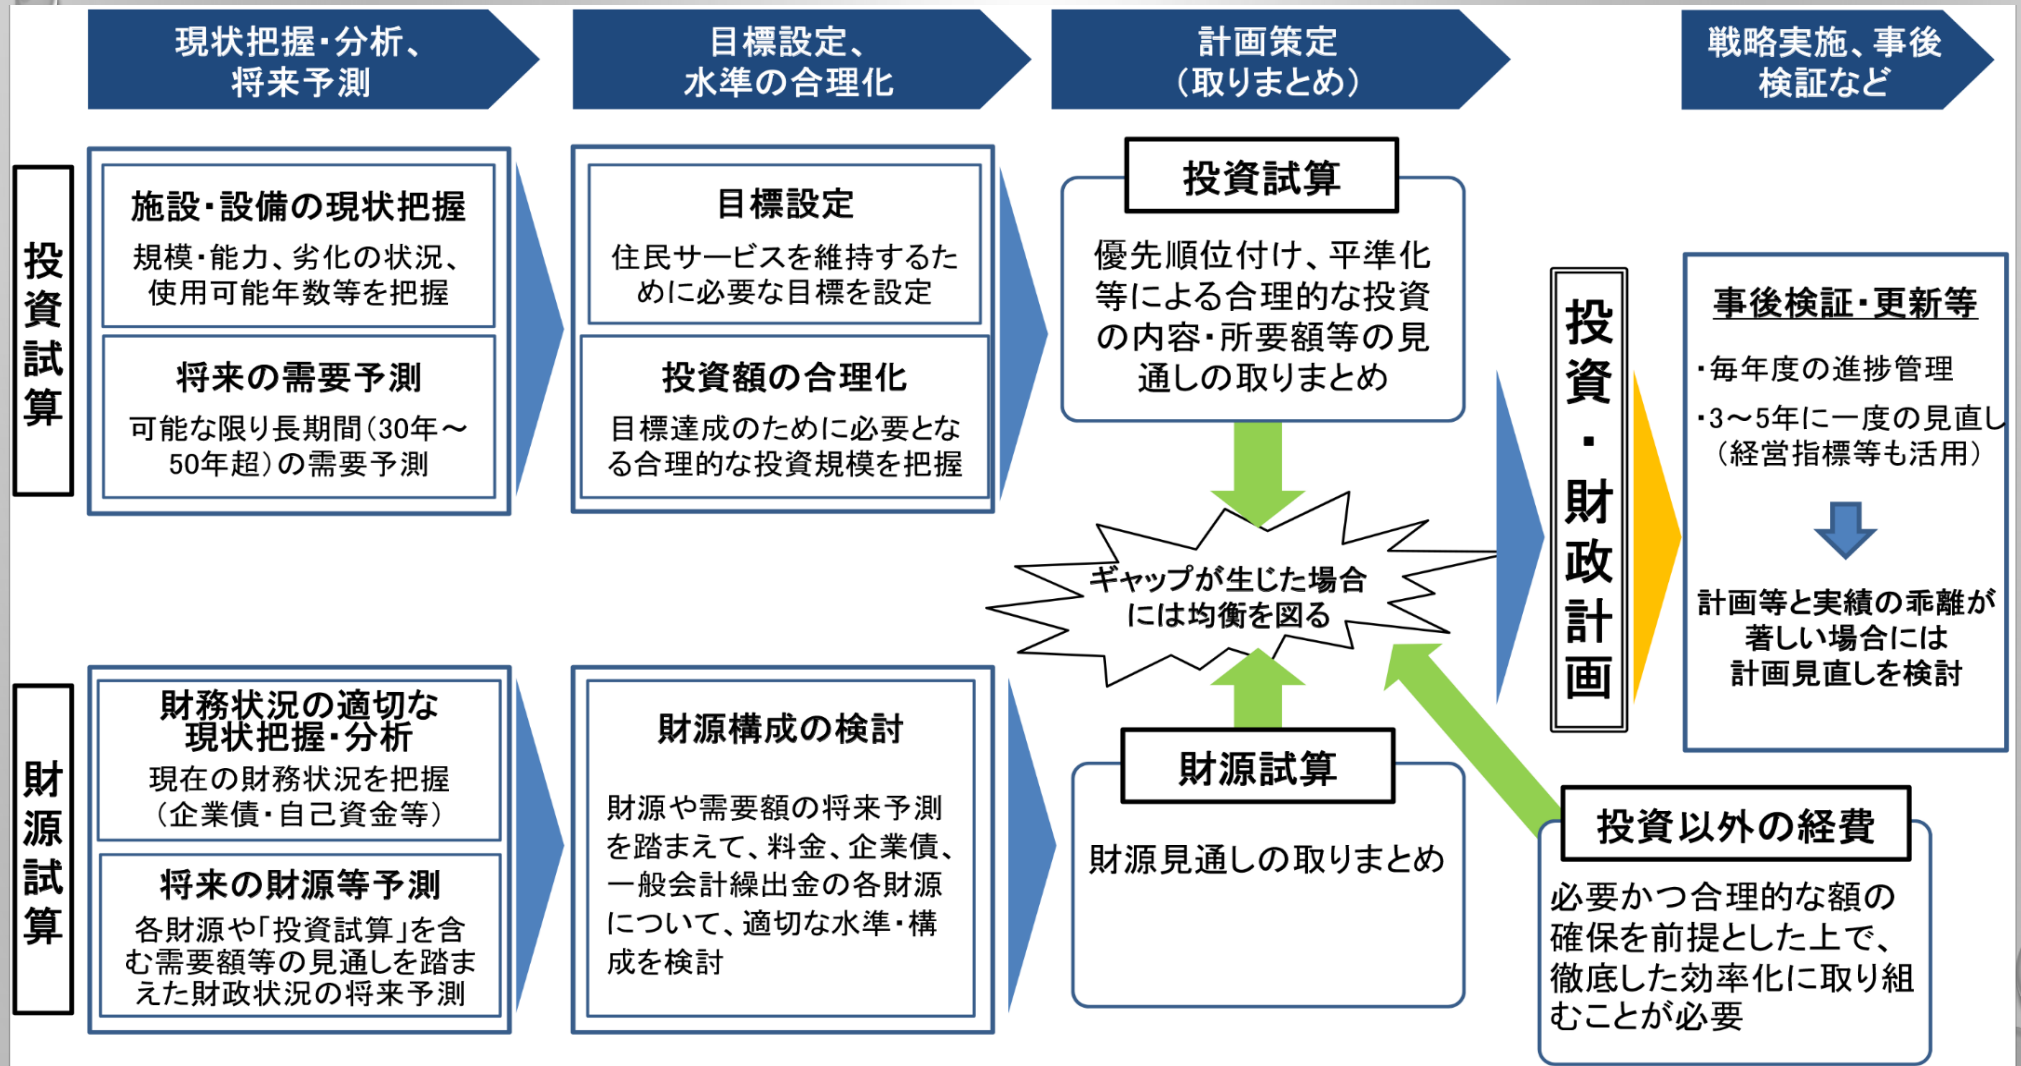 現状把握・分析、
将来予測
目標設定、
水準の合理化
計画策定
（取りまとめ）
戦略実施、事後
検証など
投資試算
施設・設備の現状把握
規模・能力、劣化の状況、
使用可能年数等を把握
将来の需要予測
可能な限り長期間（30年～
50年超）の需要予測
目標設定
住民サービスを維持するた
めに必要な目標を設定
投資額の合理化
目標達成のために必要とな
る合理的な投資規模を把握
投資試算
優先順位付け、平準化
等による合理的な投資
の内容・所要額等の見
通しの取りまとめ
ギャップが生じた場合
には均衡を図る
投資・財政計画
事後検証・更新等
・毎年度の進捗管理
・3～5年に一度の見直し
（経営指標等も活用）
計画等と実績の乖離が
著しい場合には
計画見直しを検討
財源試算
財務状況の適切な
現状把握・分析
現在の財務状況を把握
（企業債・自己資金等）
将来の財源等予測
各財源や「投資試算」を含
む需要額等の見通しを踏ま
えた財政状況の将来予測
財源構成の検討
財源や需要額の将来予測
を踏まえて、料金、企業債、
一般会計繰出金の各財源
について、適切な水準・構
成を検討
財源試算
財源見通しの取りまとめ
投資以外の経費
必要かつ合理的な額の
確保を前提とした上で、
徹底した効率化に取り組
むことが必要